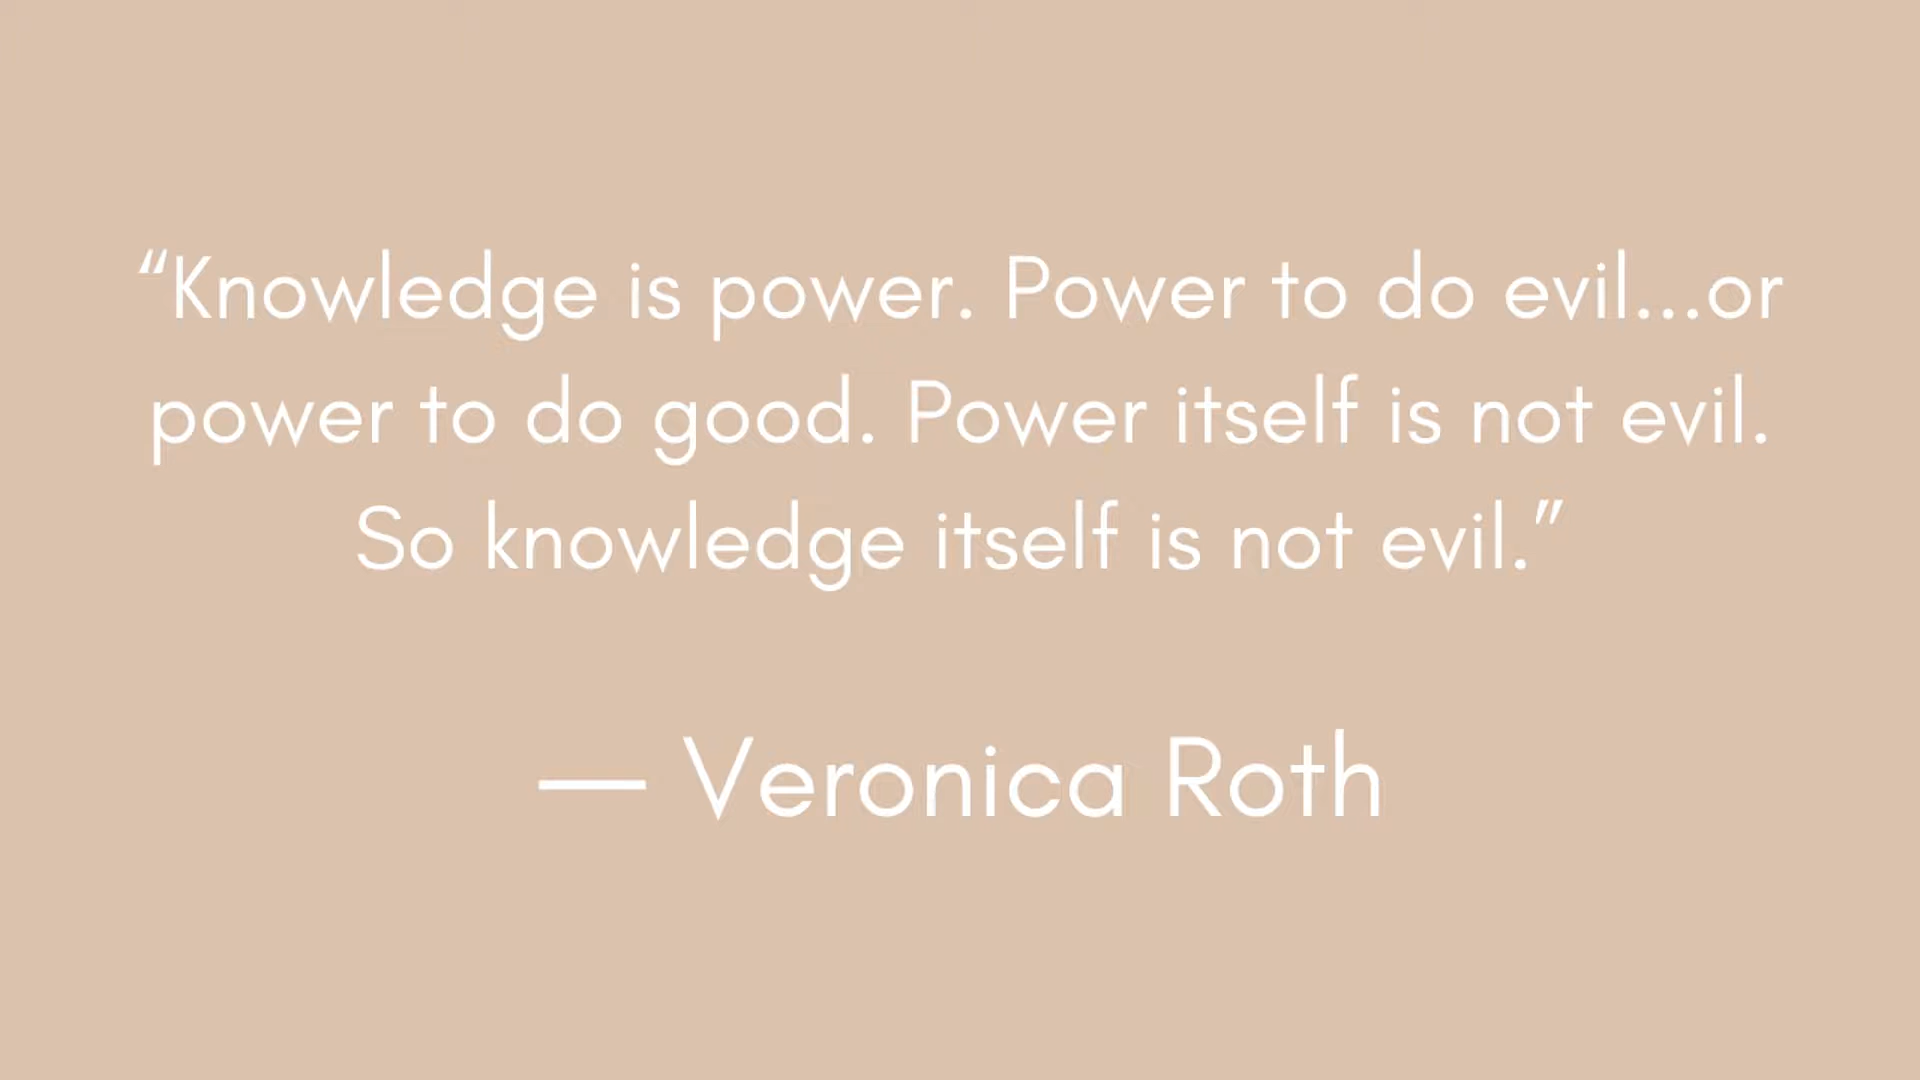 “Knowledge is power. Power to do evil...or
power to do good. Power itself is not evil.
So knowledge itself is not evil.”
— Veronica Roth